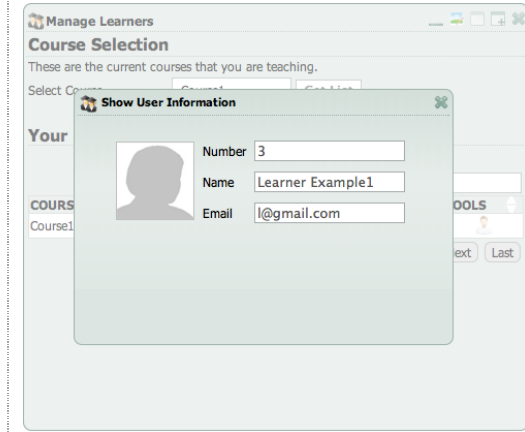 Manage Learners
Course Selection
These are the current courses that you are teaching.
Select
Show User Information
Your
Number 3
Name Learner Example1
Email l@gmail.com
COURS OOLS
Course1
ext Last